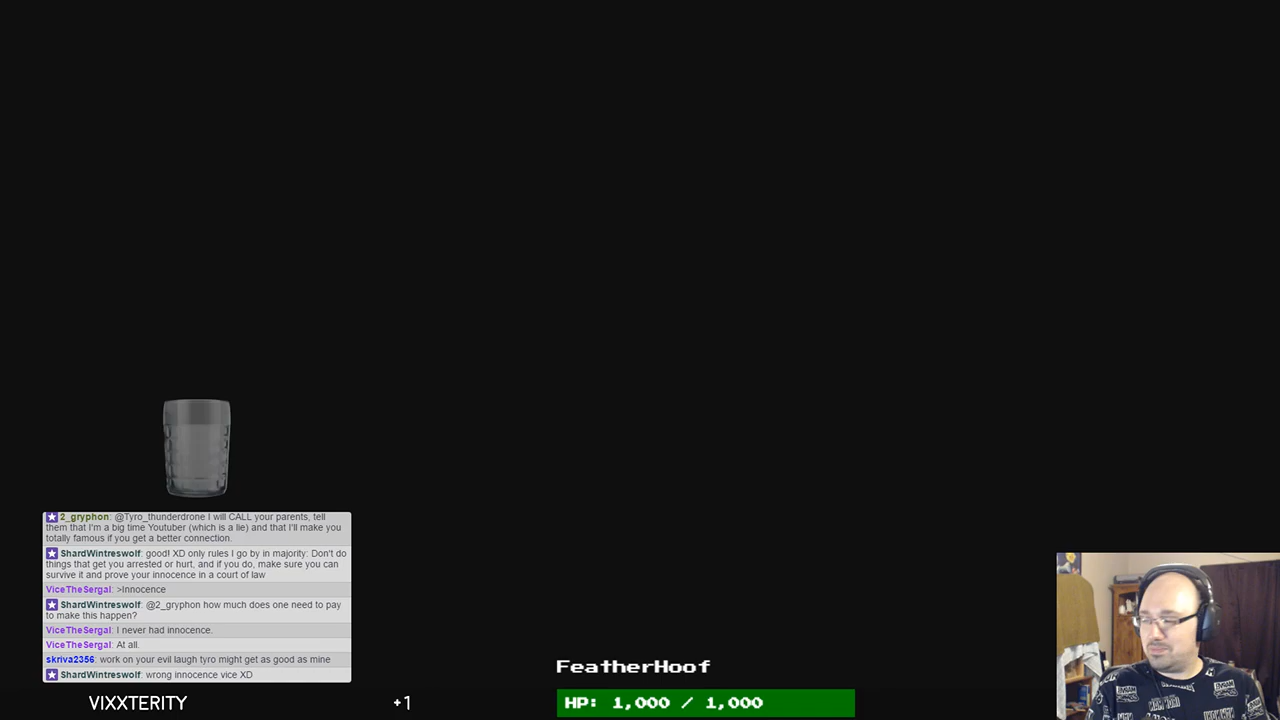 2_gryphon: @Tyro_thunderdrone I will CALL your parents, tell
them that I'm a big time Youtuber (which is a lie) and that I'll make you
totally famous if you get a better connection.
ShardWintreswolf: good! XD only rules I go by in majority: Don't do
things that get you arrested or hurt, and if you do, make sure you can
survive it and prove your innocence in a court of law
ViceTheSergal: >Innocence
ShardWintreswolf: @2_gryphon how much does one need to pay
to make this happen?
ViceTheSergal: I never had innocence.
ViceTheSergal: At all.
skriva2356: work on your evil laugh tyro might get as good as mine
ShardWintreswolf: wrong innocence vice XD
VIXXTERITY +1
FeatherHoof
HP: 1,000 / 1,000